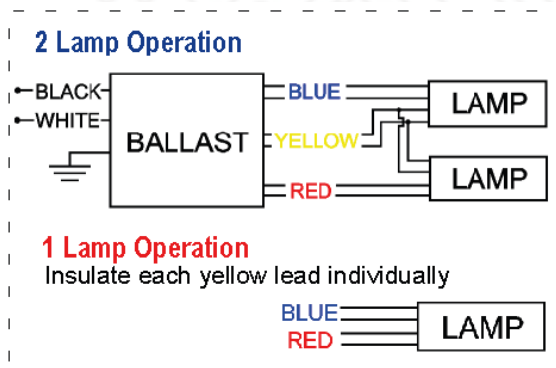 2 Lamp Operation
BLACK
WHITE
BALLAST
BLUE
YELLOW
RED
LAMP
LAMP
1 Lamp Operation
Insulate each yellow lead individually
BLUE
RED
LAMP